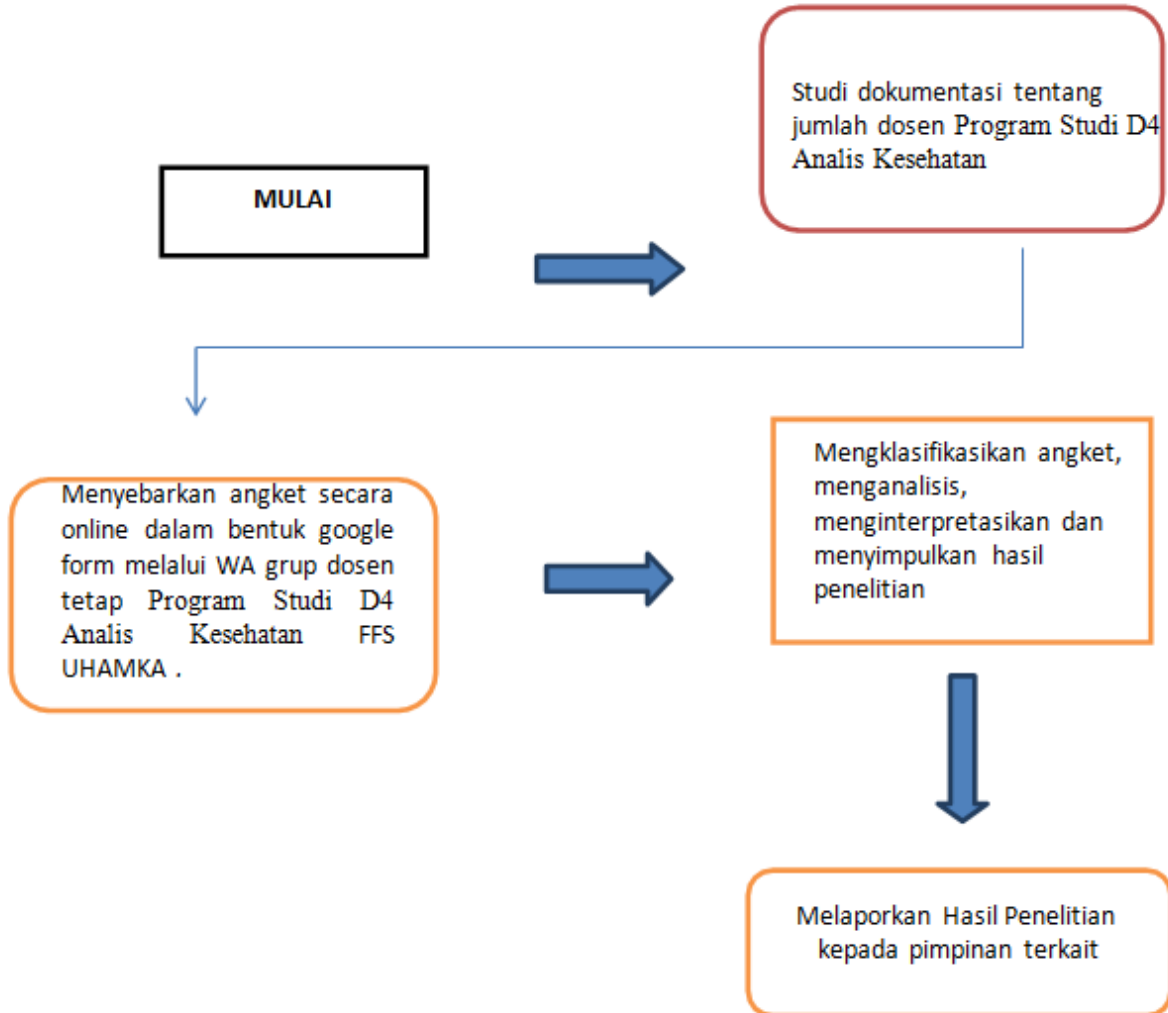 MULAI
Studi dokumentasi tentang
jumlah dosen Program Studi D4
Analis Kesehatan
Menyebarkan angket secara
online dalam bentuk google
form melalui WA grup dosen
tetap Program Studi D4
Analis Kesehatan FFS
UHAMKA .
Mengklasifikasikan angket,
menganalisis,
menginterpretasikan dan
menyimpulkan hasil
penelitian
Melaporkan Hasil Penelitian
kepada pimpinan terkait